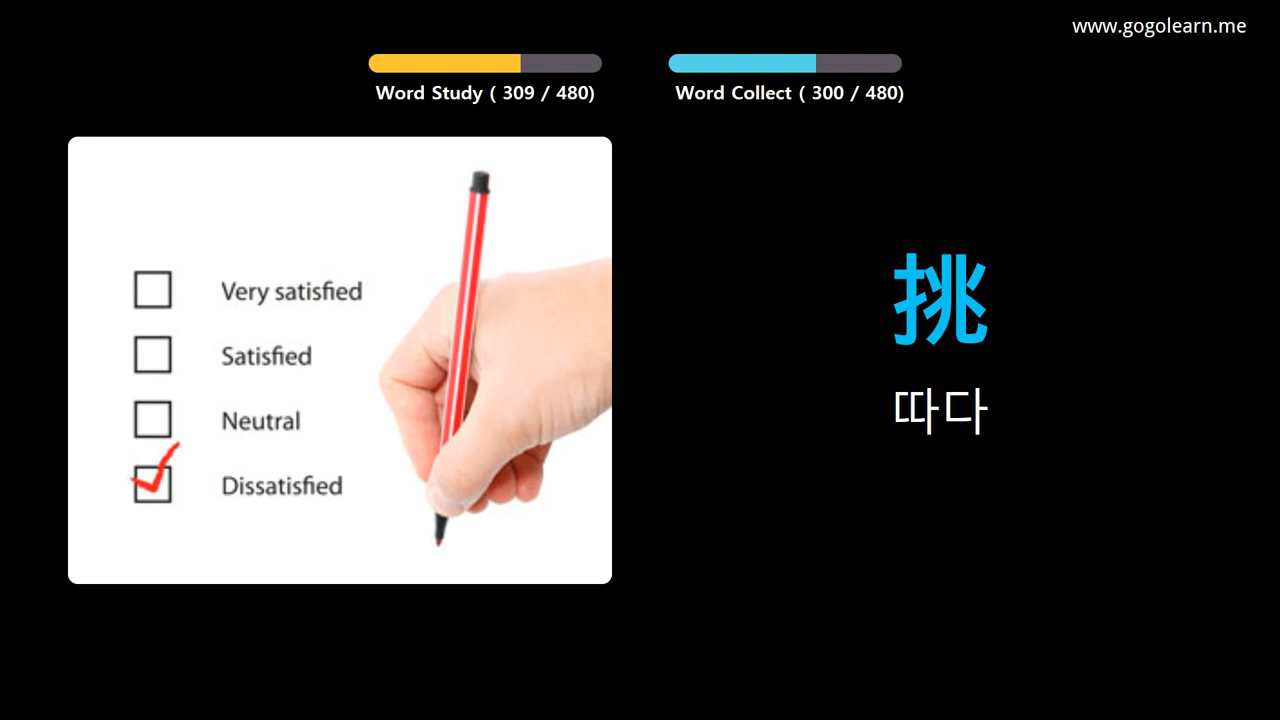 www.gogolearn.me
Word Study ( 309 / 480)
Word Collect ( 300 / 480)
Very satisfied
Satisfied
Neutral
Dissatisfied
挑
따다